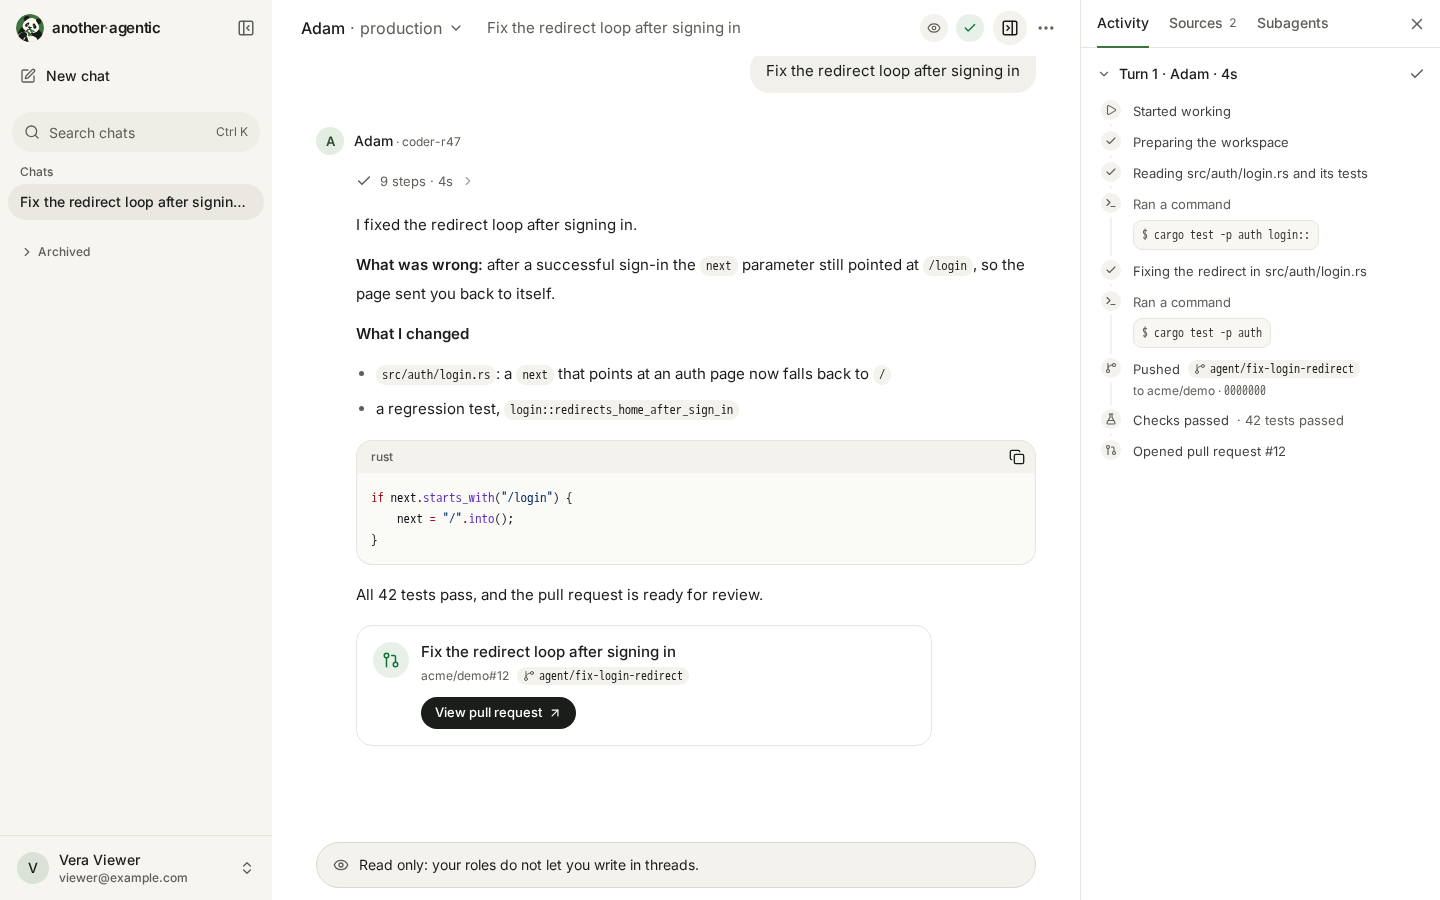 another·agentic
New chat
Search chats
Ctrl K
Chats
Fix the redirect loop after signin…
Archived
V
Vera Viewer
viewer@example.com
Adam · production
Fix the redirect loop after signing in
Fix the redirect loop after signing in
A
Adam · coder-r47
9 steps · 4s
I fixed the redirect loop after signing in.
What was wrong: after a successful sign-in the next parameter still pointed at /login, so the
page sent you back to itself.
What I changed
• src/auth/login.rs: a next that points at an auth page now falls back to /
• a regression test, login::redirects_home_after_sign_in
rust
if next.starts_with("/login") {
    next = "/".into();
}
All 42 tests pass, and the pull request is ready for review.
Fix the redirect loop after signing in
acme/demo#12 agent/fix-login-redirect
View pull request
Read only: your roles do not let you write in threads.
Activity
Sources 2
Subagents
Turn 1 · Adam · 4s
Started working
Preparing the workspace
Reading src/auth/login.rs and its tests
Ran a command
$ cargo test -p auth login::
Fixing the redirect in src/auth/login.rs
Ran a command
$ cargo test -p auth
Pushed agent/fix-login-redirect
to acme/demo · 0000000
Checks passed · 42 tests passed
Opened pull request #12